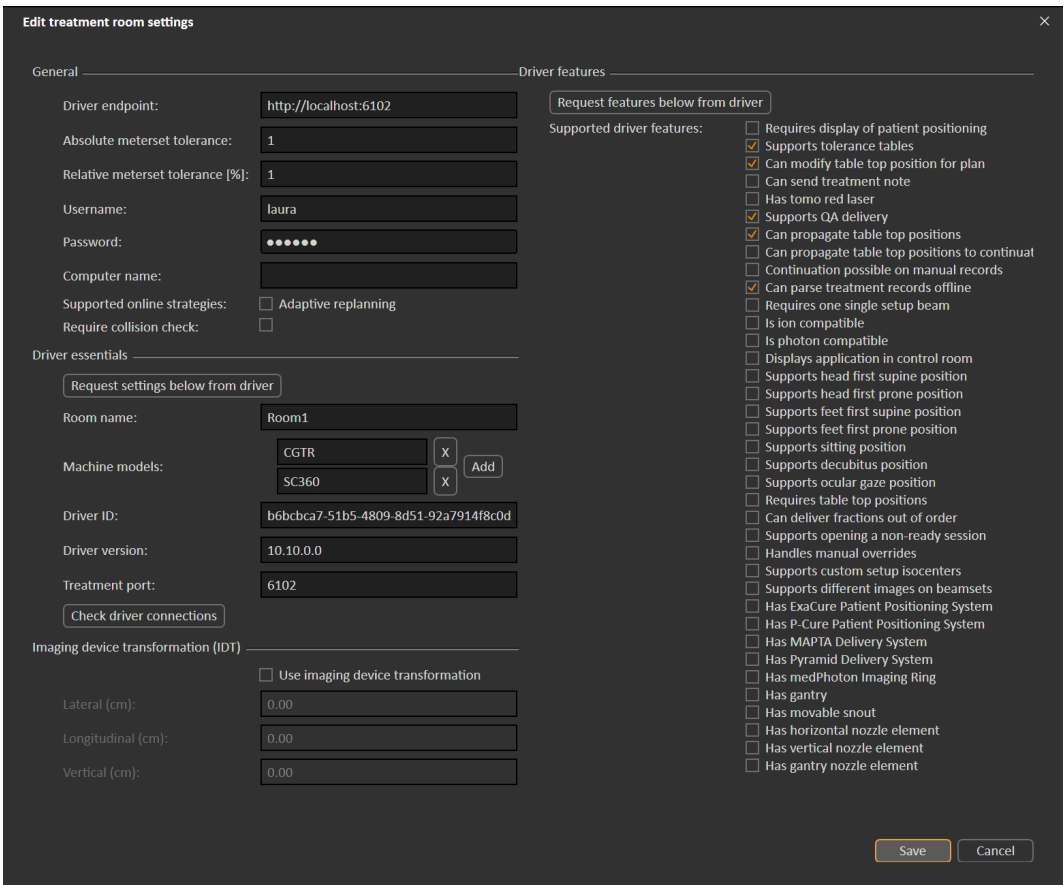 Edit treatment room settings
×
General
Driver endpoint: http://localhost:6102
Absolute meterset tolerance: 1
Relative meterset tolerance [%]: 1
Username: laura
Password: ●●●●●●
Computer name:
Supported online strategies: Adaptive replanning
Require collision check:
Driver essentials
Request settings below from driver
Room name: Room1
Machine models:
CGTR X
SC360 X
Add
Driver ID: b6bcbca7-51b5-4809-8d51-92a7914f8c0d
Driver version: 10.10.0.0
Treatment port: 6102
Check driver connections
Imaging device transformation (IDT)
Use imaging device transformation
Lateral (cm): 0.00
Longitudinal (cm): 0.00
Vertical (cm): 0.00
Driver features
Request features below from driver
Supported driver features:
Requires display of patient positioning
Supports tolerance tables
Can modify table top position for plan
Can send treatment note
Has tomo red laser
Supports QA delivery
Can propagate table top positions
Can propagate table top positions to continuat
Continuation possible on manual records
Can parse treatment records offline
Requires one single setup beam
Is ion compatible
Is photon compatible
Displays application in control room
Supports head first supine position
Supports head first prone position
Supports feet first supine position
Supports feet first prone position
Supports sitting position
Supports decubitus position
Supports ocular gaze position
Requires table top positions
Can deliver fractions out of order
Supports opening a non-ready session
Handles manual overrides
Supports custom setup isocenters
Supports different images on beamsets
Has ExaCure Patient Positioning System
Has P-Cure Patient Positioning System
Has MAPTA Delivery System
Has Pyramid Delivery System
Has medPhoton Imaging Ring
Has gantry
Has movable snout
Has horizontal nozzle element
Has vertical nozzle element
Has gantry nozzle element
Save
Cancel